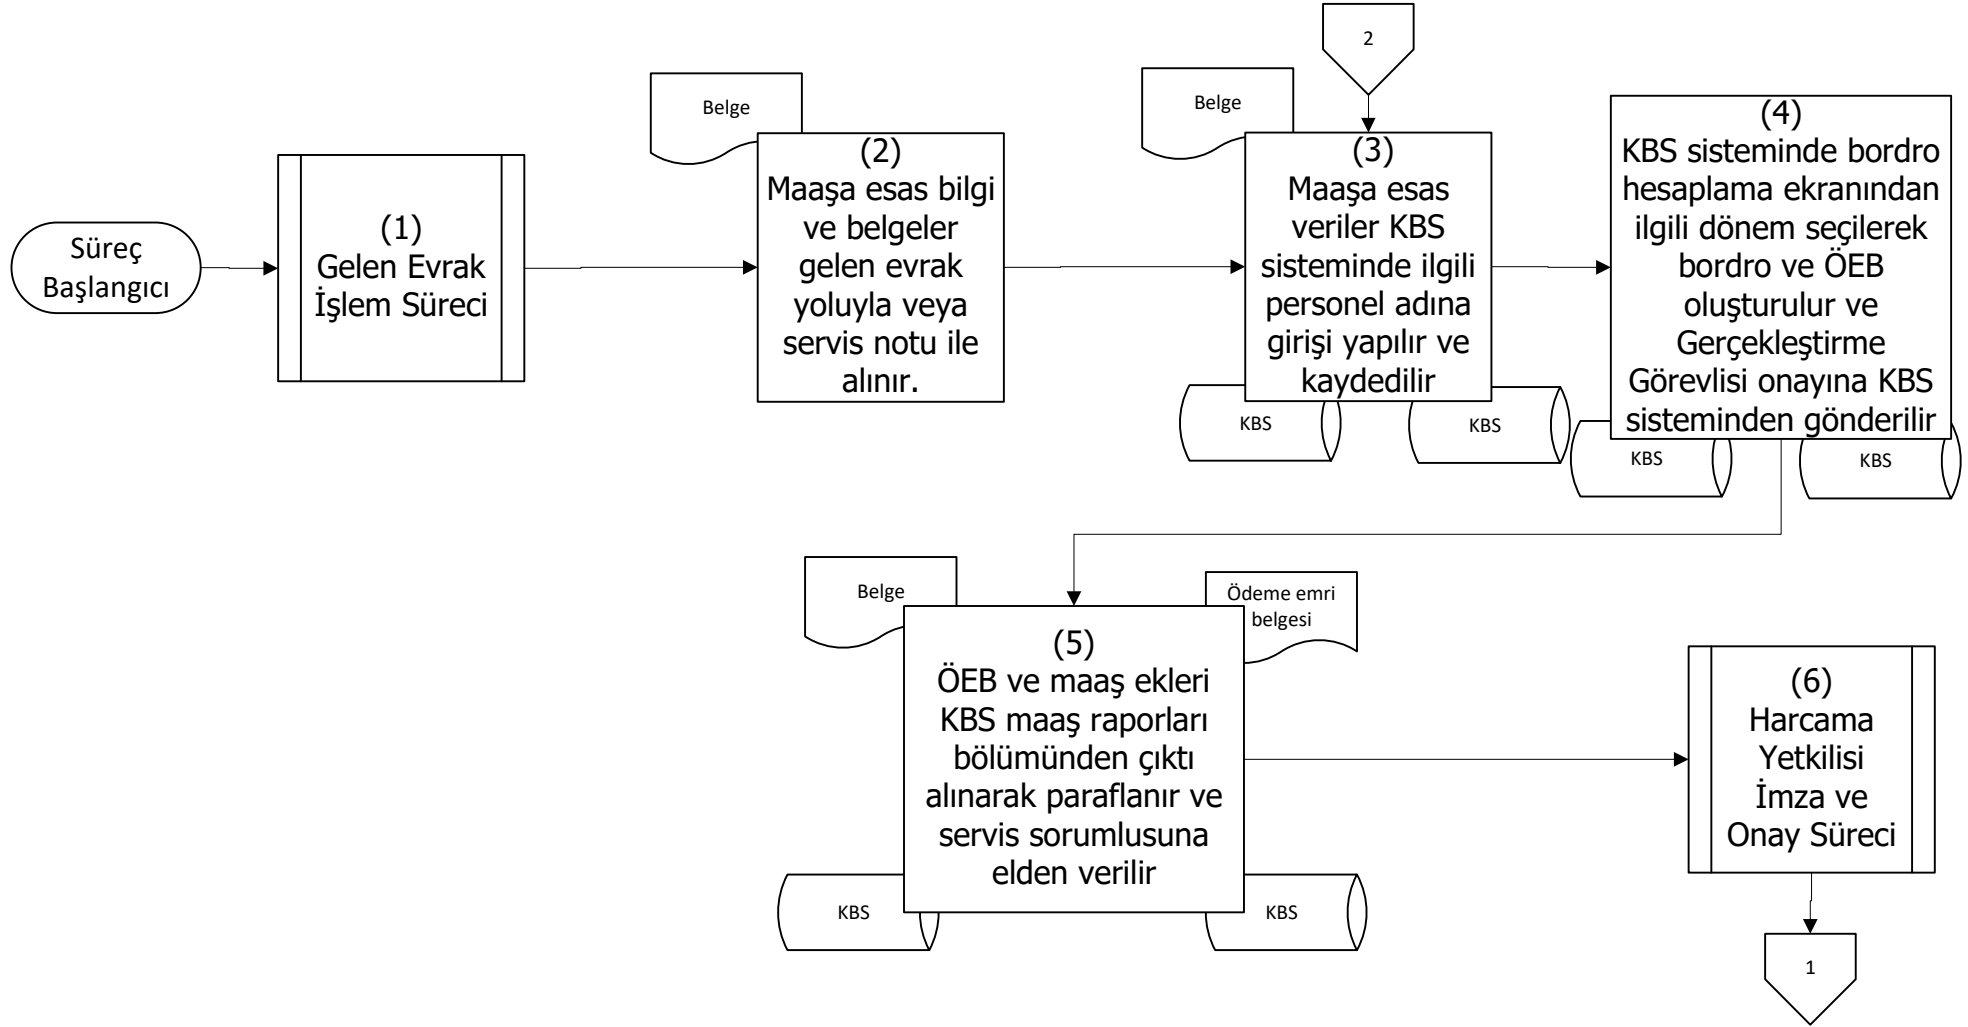 Süreç
Başlangıcı
(1)
Gelen Evrak
İşlem Süreci
Belge
(2)
Maaşa esas bilgi
ve belgeler
gelen evrak
yoluyla veya
servis notu ile
alınır.
2
Belge
(3)
Maaşa esas
veriler KBS
sisteminde ilgili
personel adına
girişi yapılır ve
kaydedilir
KBS
KBS
(4)
KBS sisteminde bordro
hesaplama ekranından
ilgili dönem seçilerek
bordro ve ÖEB
oluşturulur ve
Gerçekleştirme
Görevlisi onayına KBS
sisteminden gönderilir
KBS
KBS
Belge
Ödeme emri
belgesi
(5)
ÖEB ve maaş ekleri
KBS maaş raporları
bölümünden çıktı
alınarak paraflanır ve
servis sorumlusuna
elden verilir
KBS
KBS
(6)
Harcama
Yetkilisi
İmza ve
Onay Süreci
1